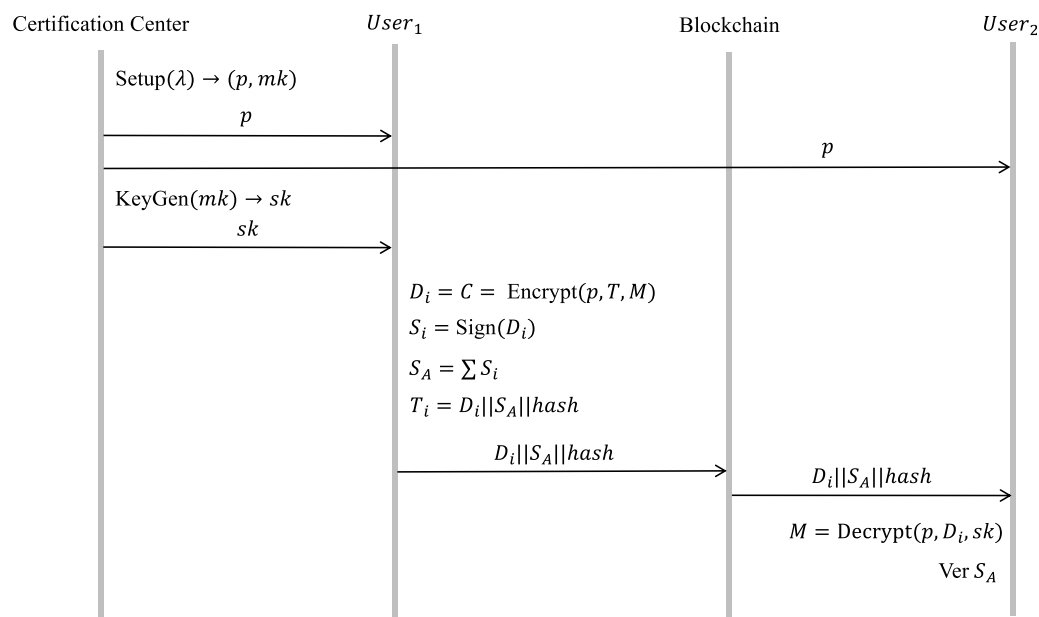 Certification Center
User₁
Blockchain
User₂
Setup(λ) → (p, mk)
p
p
KeyGen(mk) → sk
sk
Dᵢ = C = Encrypt(p, T, M)
Sᵢ = Sign(Dᵢ)
S_A = ∑ Sᵢ
Tᵢ = Dᵢ||S_A||hash
Dᵢ||S_A||hash
Dᵢ||S_A||hash
M = Decrypt(p, Dᵢ, sk)
Ver S_A